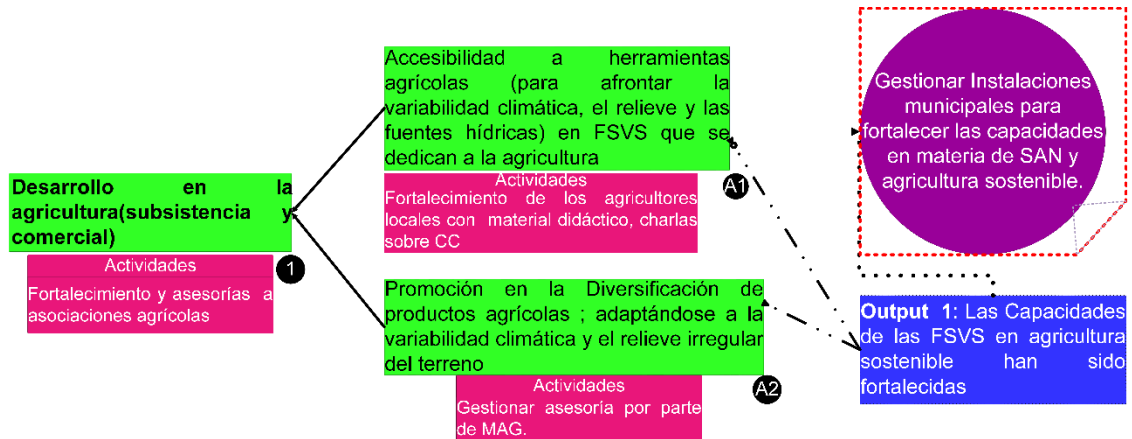 Desarrollo en la
agricultura(subsistencia y
comercial)
Actividades
Fortalecimiento y asesorías a
asociaciones agrícolas
1
Accesibilidad a herramientas
agrícolas (para afrontar la
variabilidad climática, el relieve y las
fuentes hídricas) en FSVS que se
dedican a la agricultura
Actividades
Fortalecimiento de los agricultores
locales con material didáctico, charlas
sobre CC
A1
Promoción en la Diversificación de
productos agrícolas ; adaptándose a la
variabilidad climática y el relieve irregular
del terreno
Actividades
Gestionar asesoría por parte
de MAG.
A2
Gestionar Instalaciones
municipales para
fortalecer las capacidades
en materia de SAN y
agricultura sostenible.
Output 1: Las Capacidades
de las FSVS en agricultura
sostenible han sido
fortalecidas